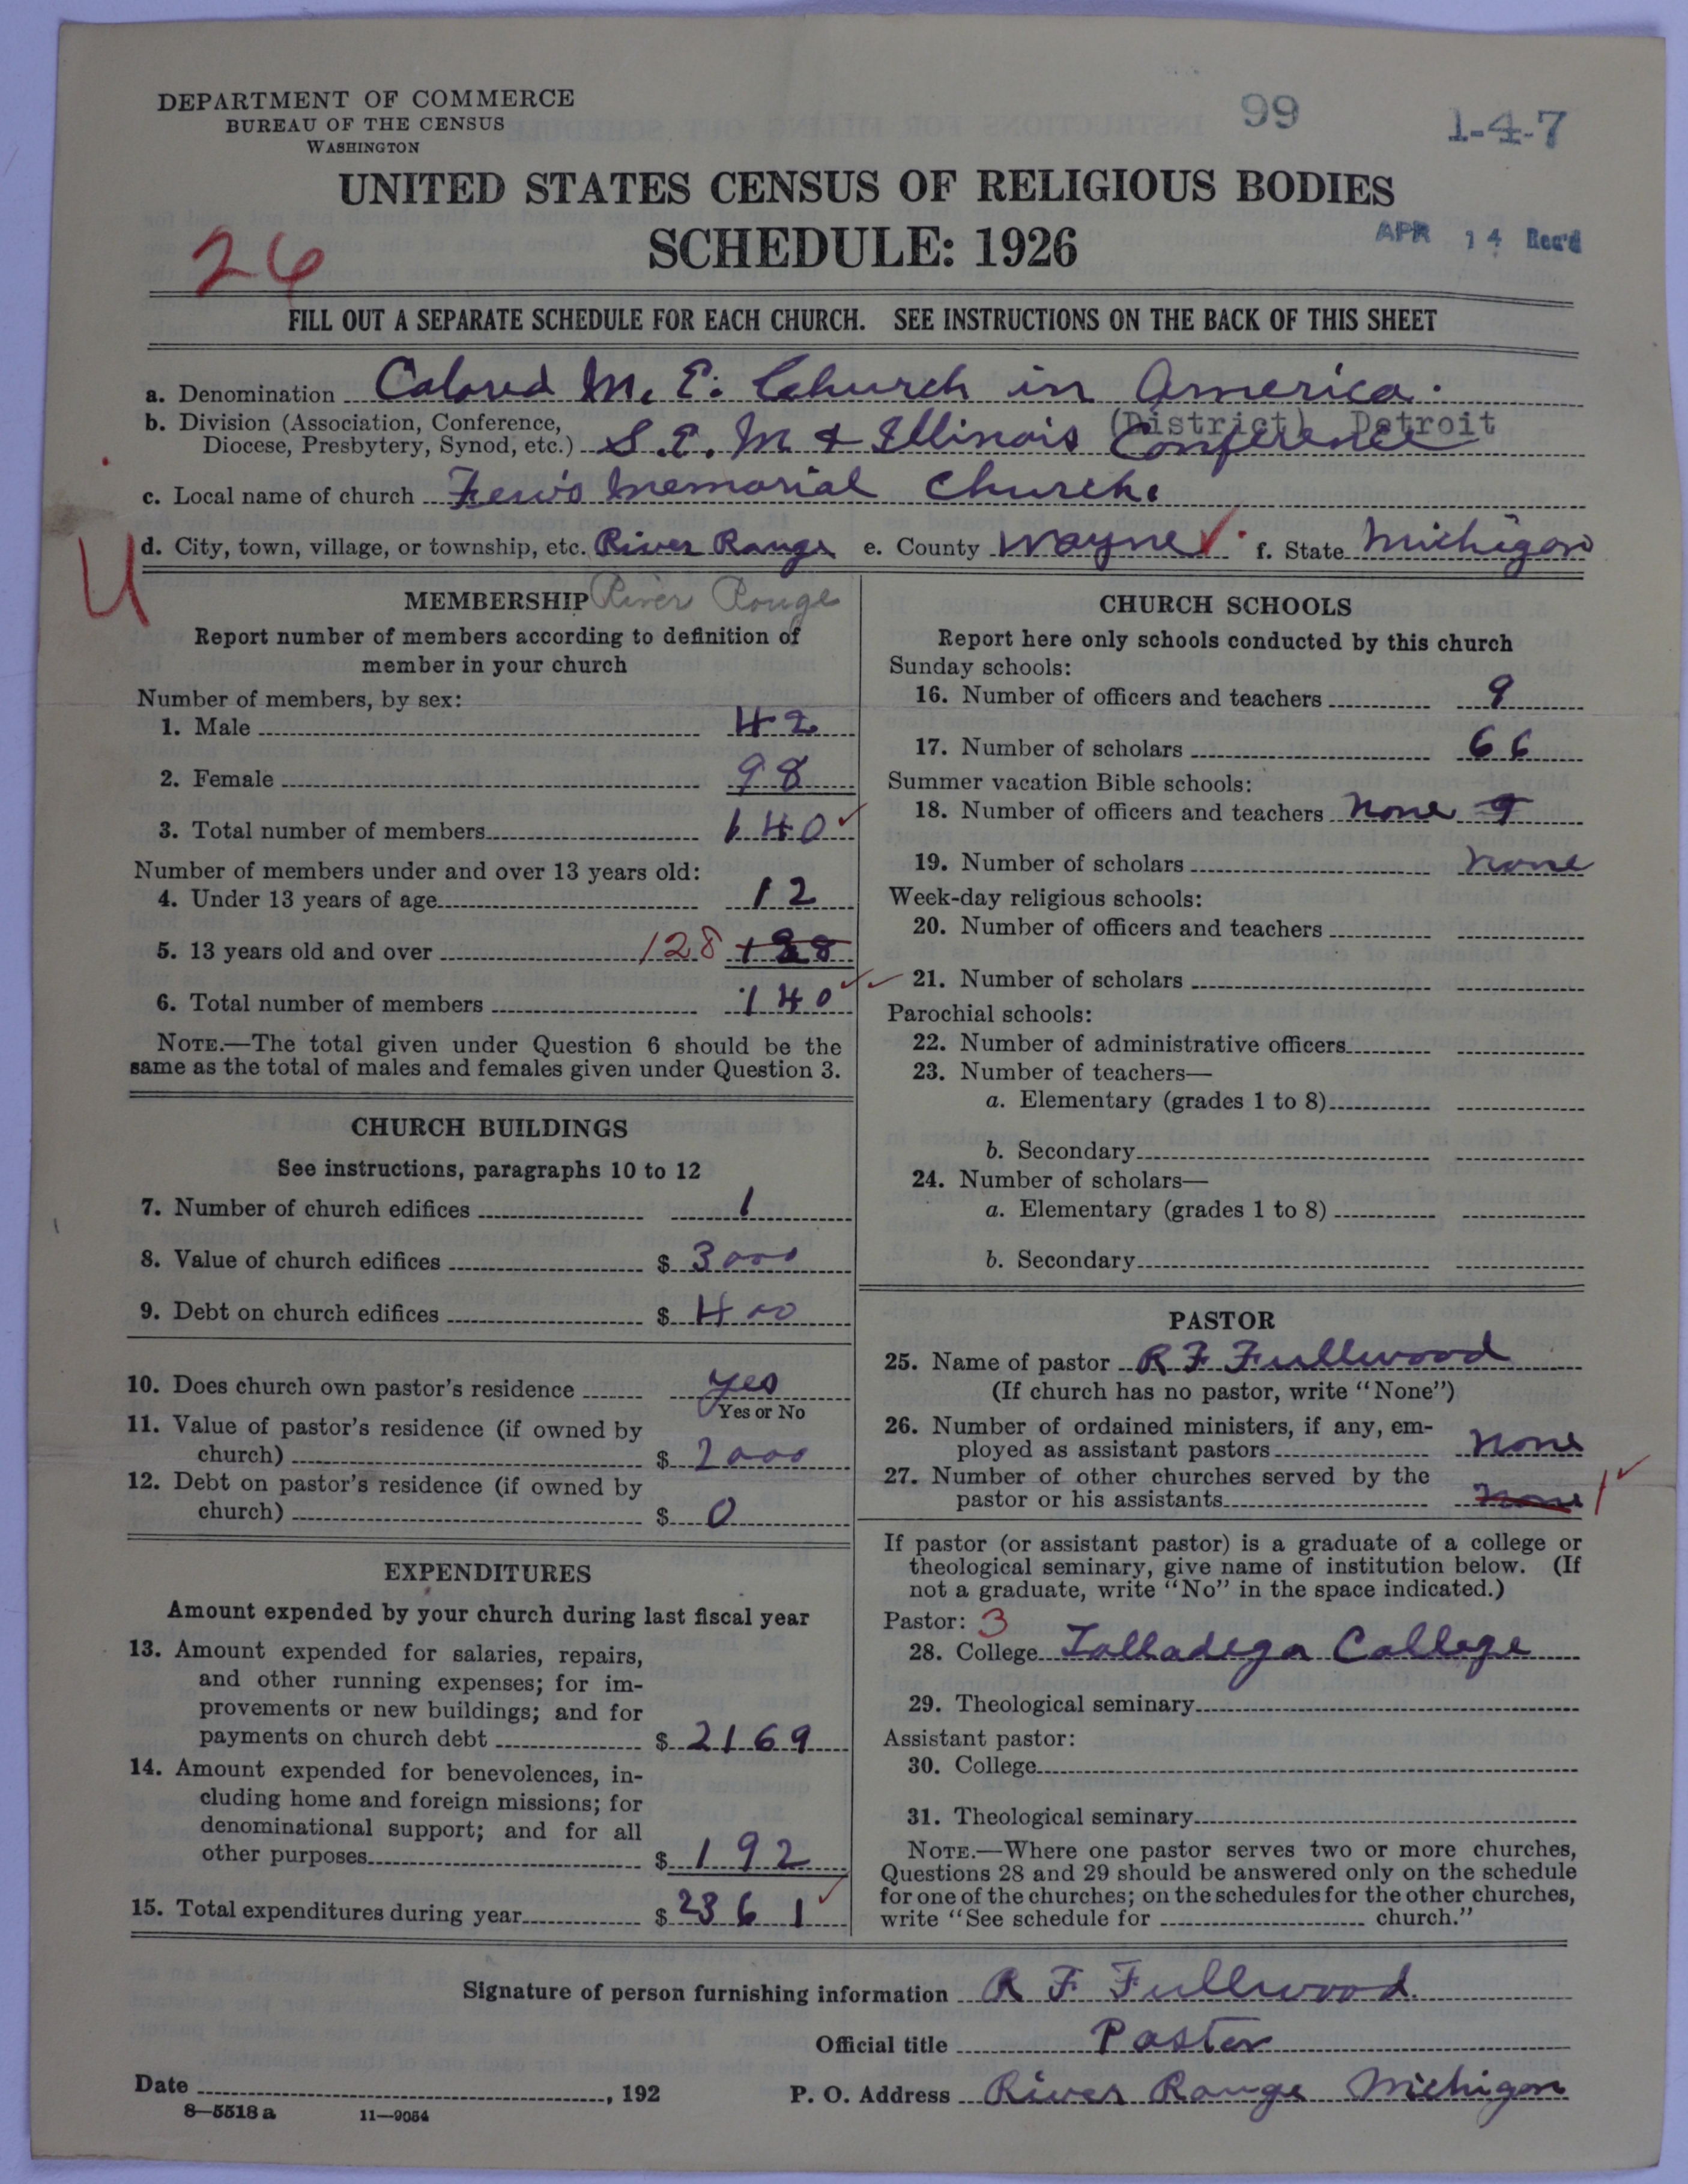 DEPARTMENT OF COMMERCE
BUREAU OF THE CENSUS
WASHINGTON
99
1-4-7
UNITED STATES CENSUS OF RELIGIOUS BODIES
SCHEDULE: 1926
APR 14 Rec'd
26
FILL OUT A SEPARATE SCHEDULE FOR EACH CHURCH. SEE INSTRUCTIONS ON THE BACK OF THIS SHEET
a. Denomination Colored M. E. Church in America.
b. Division (Association, Conference, (District) Detroit
Diocese, Presbytery, Synod, etc.) S. E. M & Illinois Conference
c. Local name of church Memorial Church.
d. City, town, village, or township, etc. River Rouge e. County Wayne f. State Michigan
U
MEMBERSHIP River Rouge
Report number of members according to definition of
member in your church
Number of members, by sex:
1. Male 42
2. Female 98
3. Total number of members 140
Number of members under and over 13 years old:
4. Under 13 years of age 12
5. 13 years old and over 128
6. Total number of members 140
NOTE.—The total given under Question 6 should be the
same as the total of males and females given under Question 3.
CHURCH BUILDINGS
See instructions, paragraphs 10 to 12
7. Number of church edifices 1
8. Value of church edifices $ 3000
9. Debt on church edifices $ 400
10. Does church own pastor's residence yes
Yes or No
11. Value of pastor's residence (if owned by
church) $ 2000
12. Debt on pastor's residence (if owned by
church) $ 0
EXPENDITURES
Amount expended by your church during last fiscal year
13. Amount expended for salaries, repairs,
and other running expenses; for im-
provements or new buildings; and for
payments on church debt $ 2169
14. Amount expended for benevolences, in-
cluding home and foreign missions; for
denominational support; and for all
other purposes $ 192
15. Total expenditures during year $ 2361
CHURCH SCHOOLS
Report here only schools conducted by this church
Sunday schools:
16. Number of officers and teachers 9
17. Number of scholars 66
Summer vacation Bible schools:
18. Number of officers and teachers None 9
19. Number of scholars None
Week-day religious schools:
20. Number of officers and teachers
21. Number of scholars
Parochial schools:
22. Number of administrative officers
23. Number of teachers—
a. Elementary (grades 1 to 8)
b. Secondary
24. Number of scholars—
a. Elementary (grades 1 to 8)
b. Secondary
PASTOR
25. Name of pastor R F Fullwood
(If church has no pastor, write "None")
26. Number of ordained ministers, if any, em-
ployed as assistant pastors None
27. Number of other churches served by the
pastor or his assistants None 1
If pastor (or assistant pastor) is a graduate of a college or
theological seminary, give name of institution below. (If
not a graduate, write "No" in the space indicated.)
Pastor: 3
28. College Talladega College
29. Theological seminary
Assistant pastor:
30. College
31. Theological seminary
NOTE.—Where one pastor serves two or more churches,
Questions 28 and 29 should be answered only on the schedule
for one of the churches; on the schedules for the other churches,
write "See schedule for church."
Signature of person furnishing information R F Fullwood
Official title Pastor
Date , 192 P. O. Address River Rouge Michigan
8—5518 a 11—9054